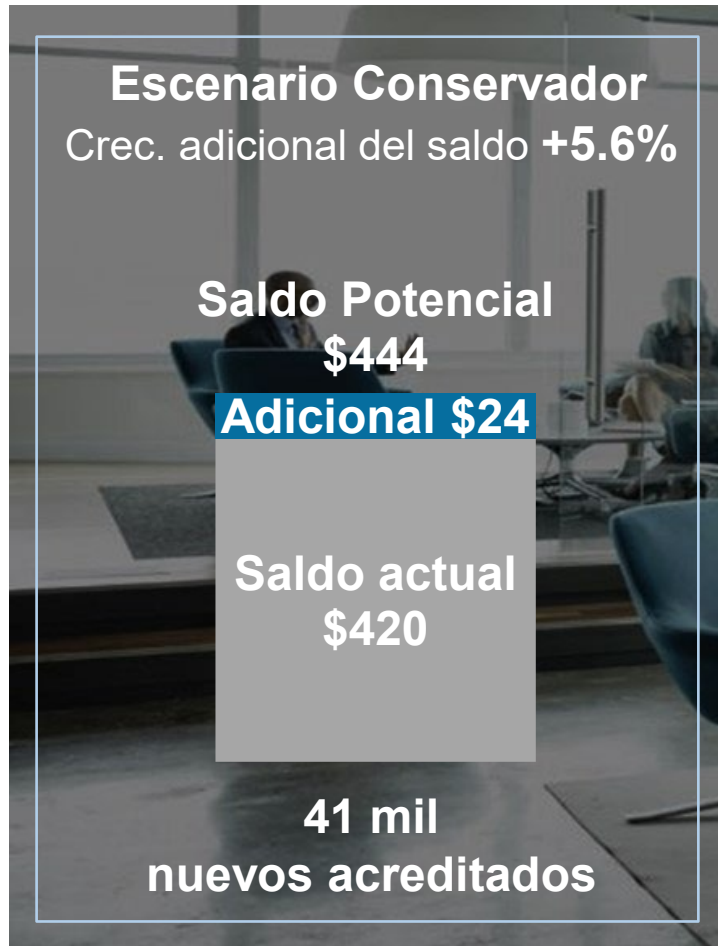 Escenario Conservador
Crec. adicional del saldo +5.6%
Saldo Potencial
$444
Adicional $24
Saldo actual
$420
41 mil
nuevos acreditados